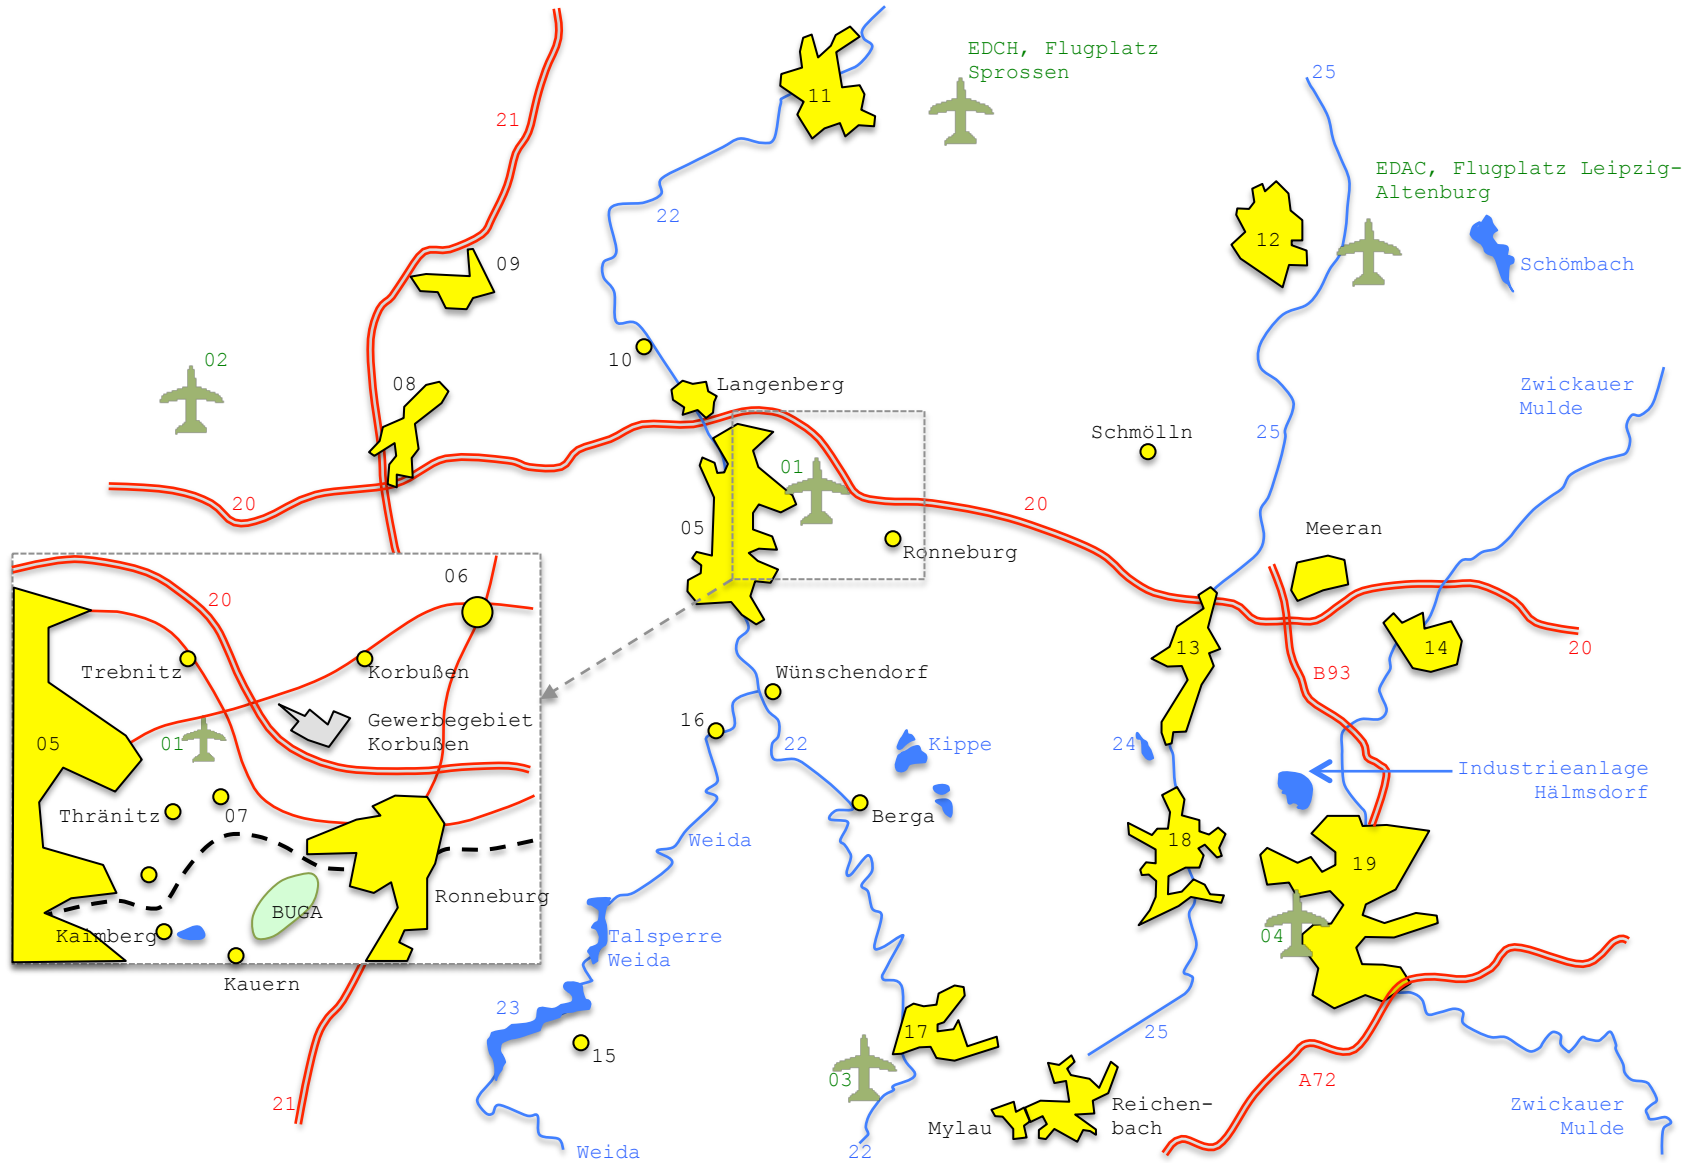 EDCH, Flugplatz
Sprossen
25
11
21
EDAC, Flugplatz Leipzig-
Altenburg
22
12
09
Schömbach
02
10
08
Langenberg
Zwickauer
Mulde
Schmölln
25
01
20
20
05
Ronneburg
Meeran
06
20
Trebnitz
Korbußen
13
14
20
B93
Wünschendorf
16
Gewerbegebiet
Korbußen
05
01
22
Kippe
24
Industrieanlage
Hälmsdorf
Thränitz
07
Berga
Weida
18
19
Ronneburg
BUGA
Kaimberg
Talsperre
Weida
04
Kauern
23
15
17
25
03
A72
21
Mylau
Reichen-
bach
Zwickauer
Mulde
Weida
22